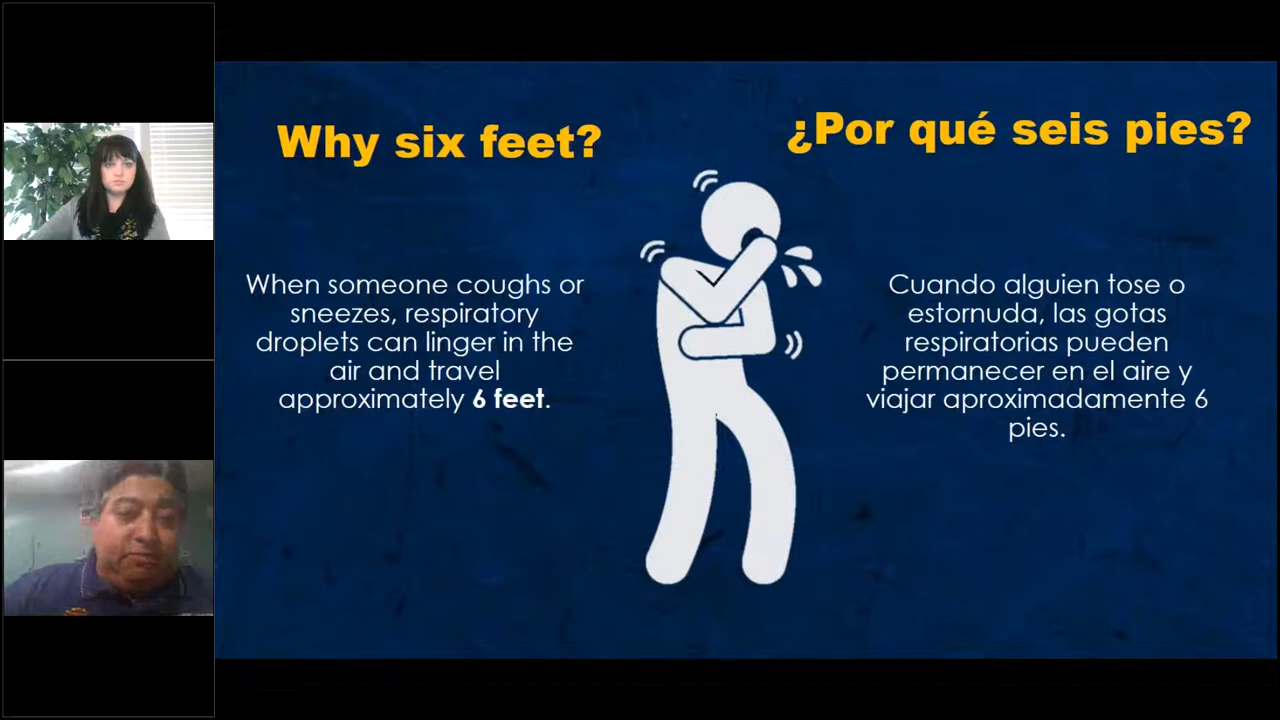 Why six feet?
When someone coughs or
sneezes, respiratory
droplets can linger in the
air and travel
approximately 6 feet.
¿Por qué seis pies?
Cuando alguien tose o
estornuda, las gotas
respiratorias pueden
permanecer en el aire y
viajar aproximadamente 6
pies.